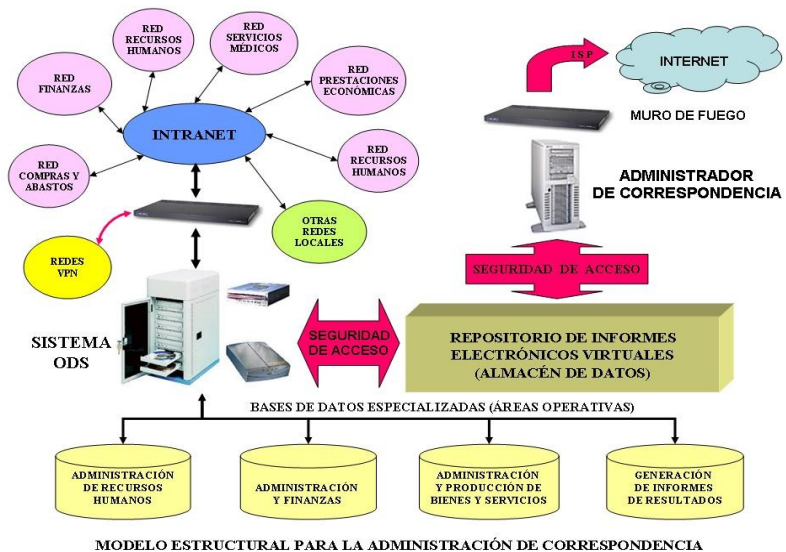 RED
RECURSOS
HUMANOS
RED
SERVICIOS
MÉDICOS
RED
FINANZAS
RED
PRESTACIONES
ECONÓMICAS
INTRANET
RED
COMPRAS Y
ABASTOS
RED
RECURSOS
HUMANOS
OTRAS
REDES
LOCALES
REDES
VPN
I S P
INTERNET
MURO DE FUEGO
ADMINISTRADOR
DE CORRESPONDENCIA
SEGURIDAD DE ACCESO
SISTEMA
ODS
SEGURIDAD
DE ACCESO
REPOSITORIO DE INFORMES
ELECTRÓNICOS VIRTUALES
(ALMACÉN DE DATOS)
BASES DE DATOS ESPECIALIZADAS (ÁREAS OPERATIVAS)
ADMINISTRACIÓN
DE RECURSOS
HUMANOS
ADMINISTRACIÓN
Y FINANZAS
ADMINISTRACIÓN
Y PRODUCCIÓN DE
BIENES Y SERVICIOS
GENERACIÓN
DE INFORMES
DE RESULTADOS
MODELO ESTRUCTURAL PARA LA ADMINISTRACIÓN DE CORRESPONDENCIA